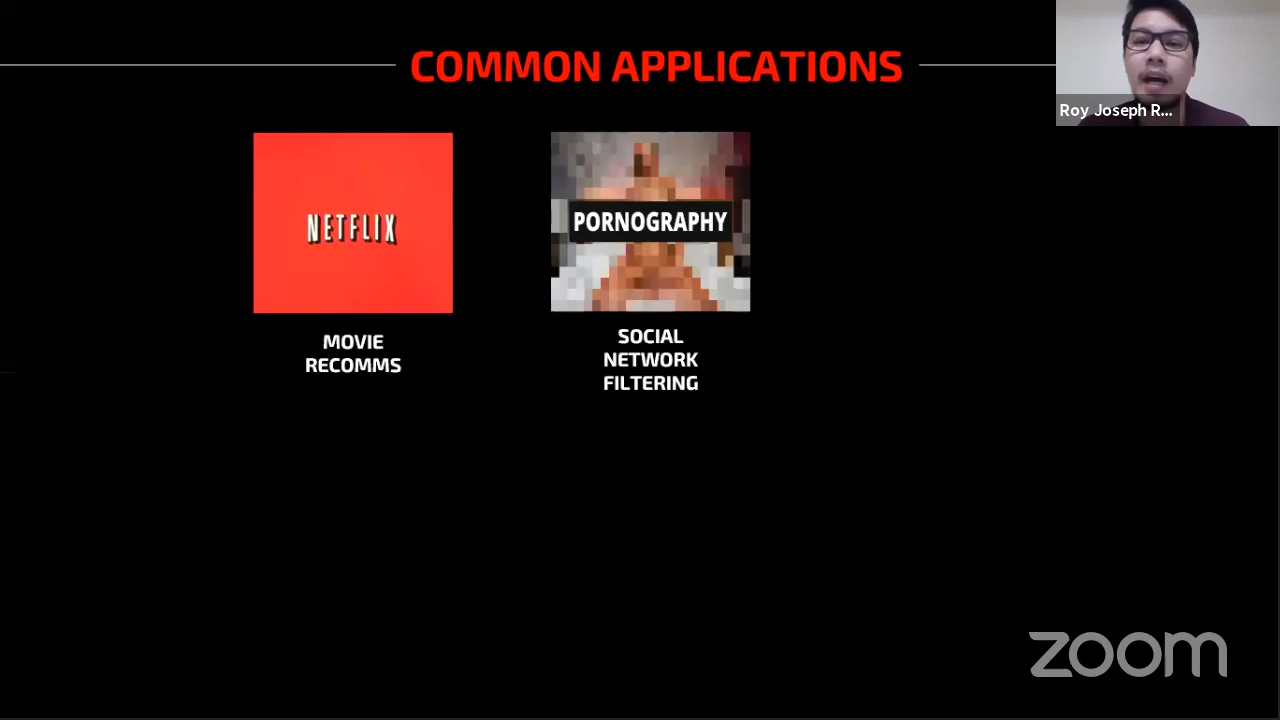 COMMON APPLICATIONS
Roy Joseph R...
NETFLIX
PORNOGRAPHY
MOVIE
RECOMMS
SOCIAL
NETWORK
FILTERING
zoom